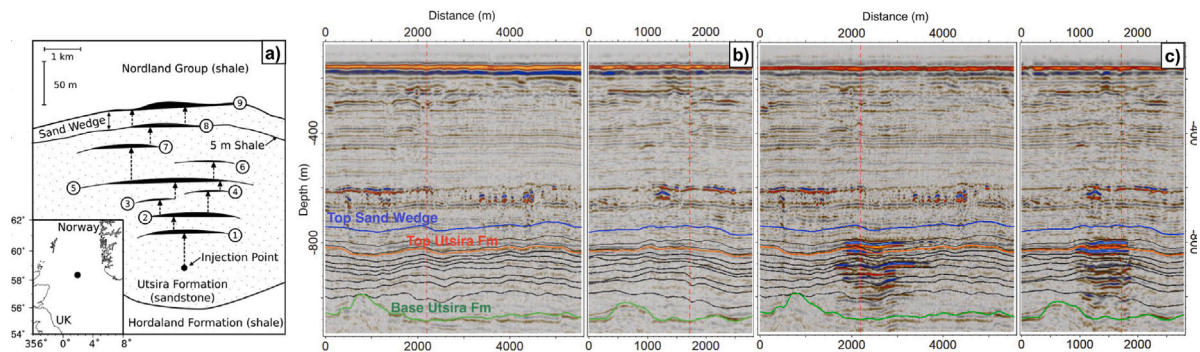 a)
1 km
50 m
Nordland Group (shale)
9
Sand Wedge
8
5 m Shale
7
6
5
4
3
2
1
Injection Point
Utsira Formation
(sandstone)
Hordaland Formation (shale)
62°
60°
58°
56°
54°
Norway
UK
356° 0° 4° 8°
Distance (m)
0 2000 4000 0 2000
b)
Depth (m)
-400
-800
Top Sand Wedge
Top Utsira Fm
Base Utsira Fm
0 2000 4000 0 1000 2000
Distance (m)
0 2000 4000 0 2000
c)
-400
-800
0 2000 4000 0 1000 2000